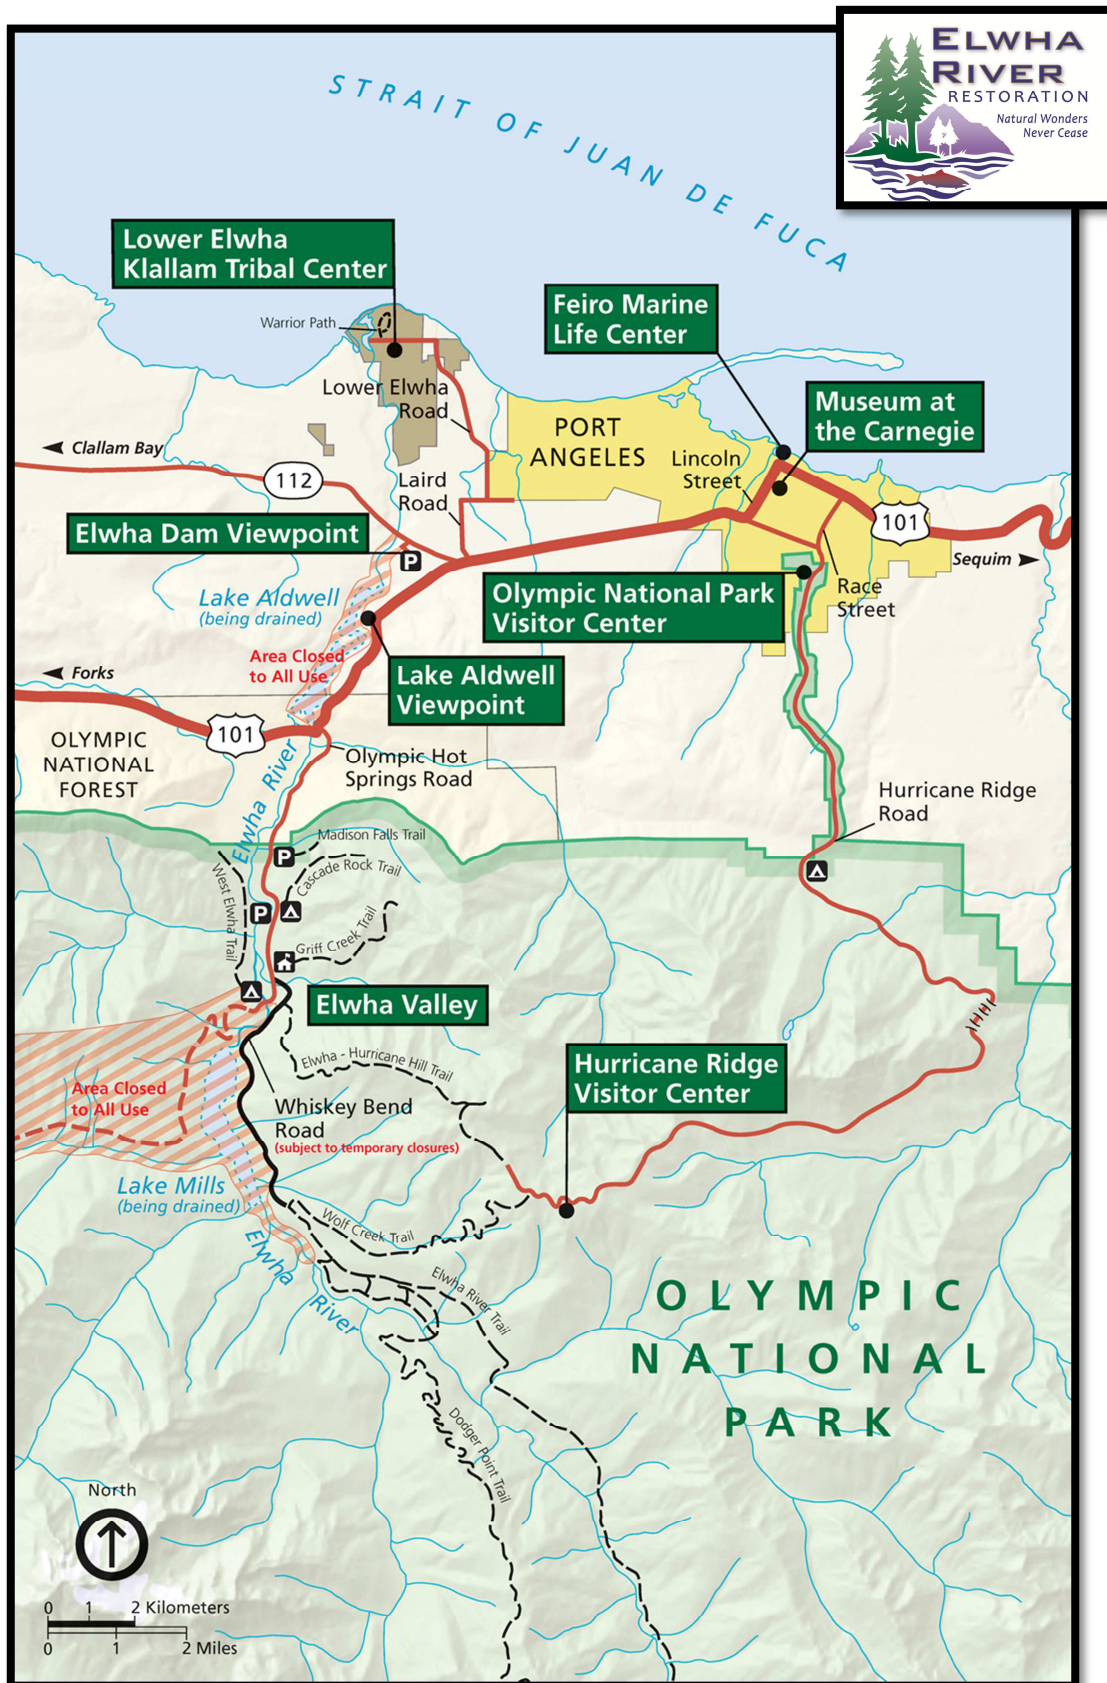 ELWHA
RIVER
RESTORATION
Natural Wonders
Never Cease
STRAIT OF JUAN DE FUCA
Lower Elwha
Klallam Tribal Center
Warrior Path
Feiro Marine
Life Center
Lower Elwha
Road
Museum at
the Carnegie
PORT
ANGELES
Lincoln
Street
Clallam Bay
112
Laird
Road
101
Elwha Dam Viewpoint
P
Sequim
Lake Aldwell
(being drained)
Olympic National Park
Visitor Center
Race
Street
Area Closed
to All Use
Forks
Lake Aldwell
Viewpoint
101
OLYMPIC
NATIONAL
FOREST
Olympic Hot
Springs Road
Elwha River
Hurricane Ridge
Road
Madison Falls Trail
P
Cascade Rock Trail
West Elwha Trail
P
Griff Creek Trail
Elwha Valley
Elwha - Hurricane Hill Trail
Hurricane Ridge
Visitor Center
Area Closed
to All Use
Whiskey Bend
Road
(subject to temporary closures)
Lake Mills
(being drained)
Wolf Creek Trail
Elwha River
Elwha River Trail
OLYMPIC
NATIONAL
PARK
Dodger Point Trail
North
0 1 2 Kilometers
0 1 2 Miles